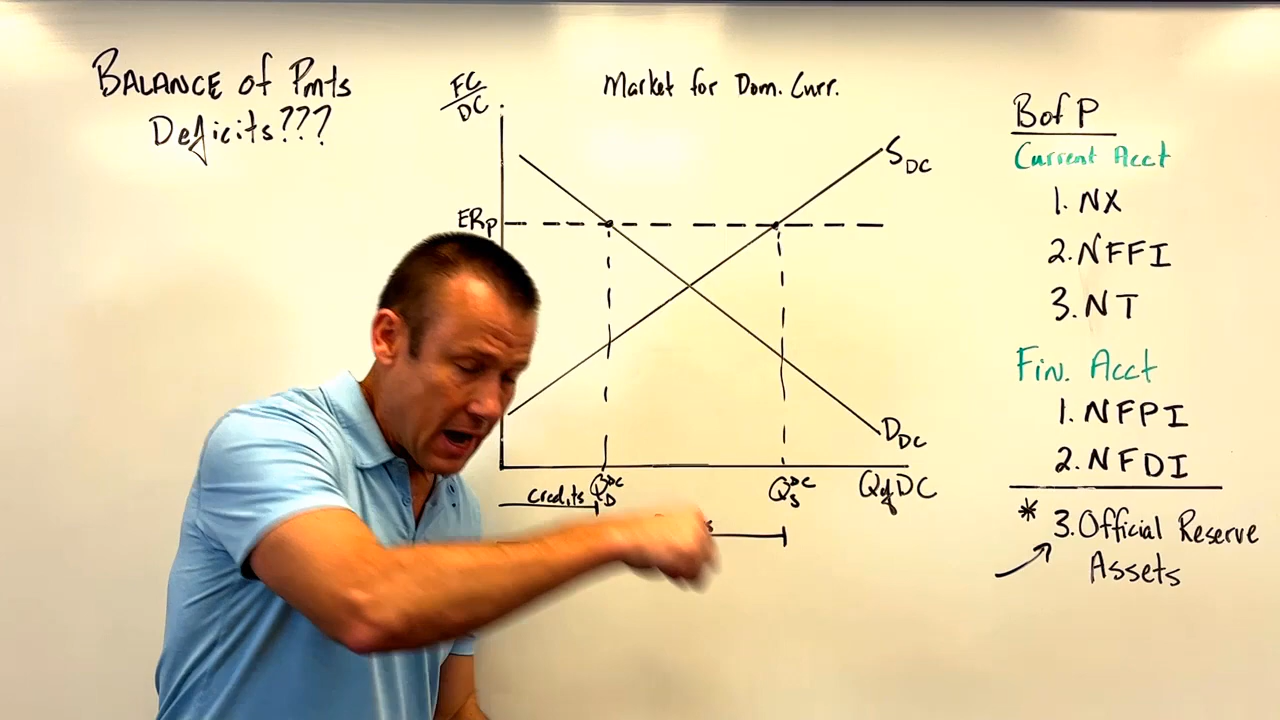 BALANCE of Pmts
Deficits???
FC
DC
Market for Dom. Curr.
S DC
ERp
D DC
Credits
Q D DC
Q S DC
Q of DC
B of P
Current Acct
1. NX
2. NFFI
3. NT
Fin. Acct
1. NFPI
2. NFDI
* 3. Official Reserve
Assets